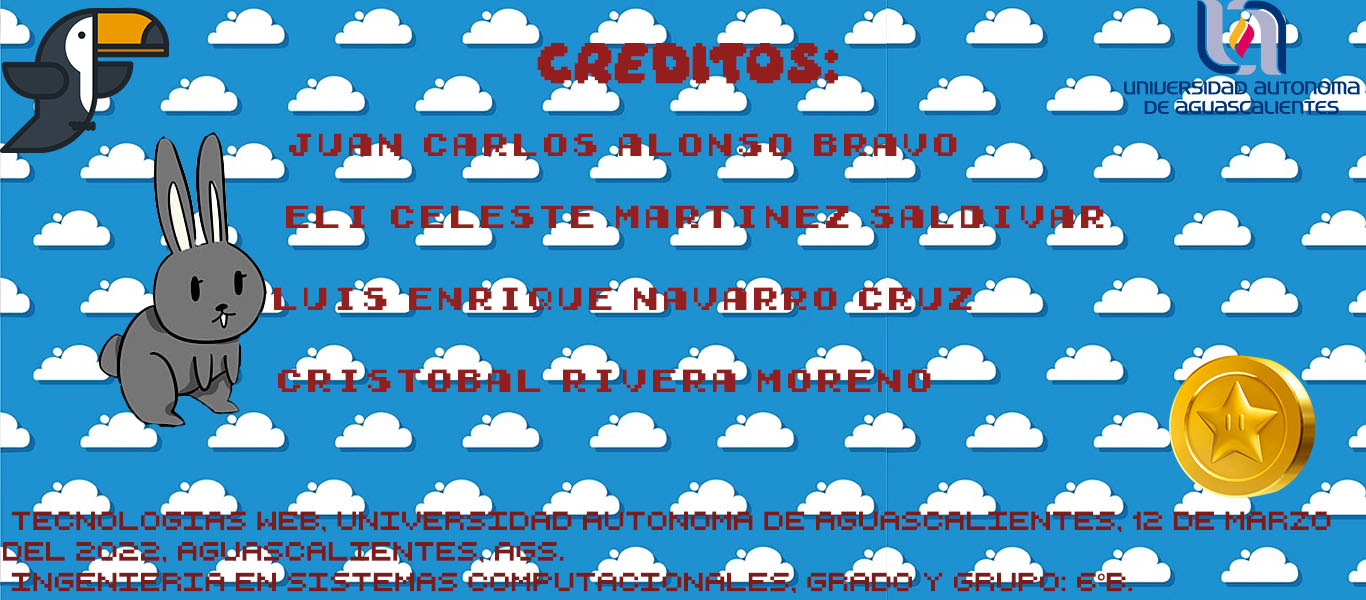 CREDITOS:
UNIVERSIDAD AUTONOMA
DE AGUASCALIENTES
JUAN CARLOS ALONSO BRAVO
ELI CELESTE MARTINEZ SALDIVAR
LUIS ENRIQUE NAVARRO CRUZ
CRISTOBAL RIVERA MORENO
TECNOLOGIAS WEB, UNIVERSIDAD AUTONOMA DE AGUASCALIENTES, 12 DE MARZO
DEL 2022, AGUASCALIENTES, AGS.
INGENIERIA EN SISTEMAS COMPUTACIONALES, GRADO Y GRUPO: 6°B.